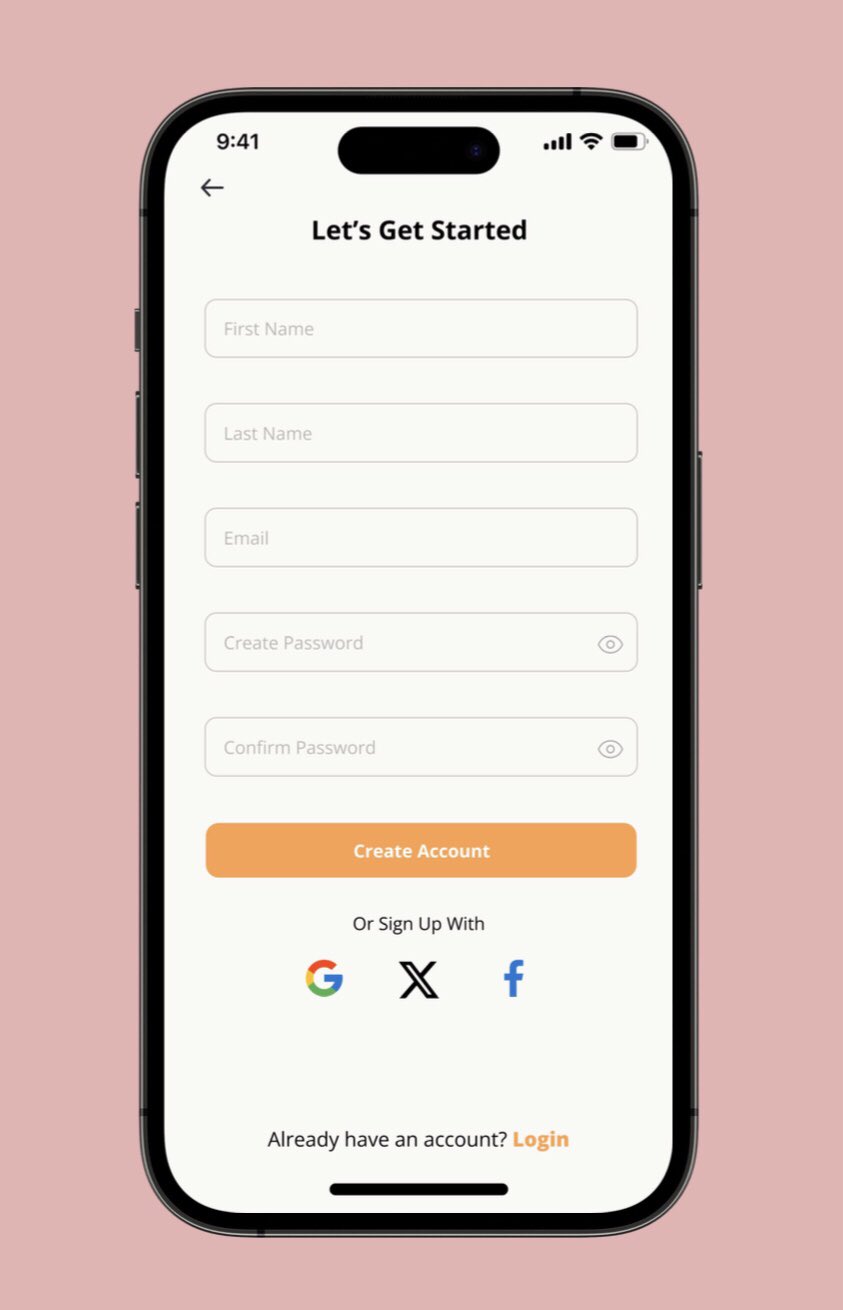 9:41
Let’s Get Started
First Name
Last Name
Email
Create Password
Confirm Password
Create Account
Or Sign Up With
Already have an account? Login